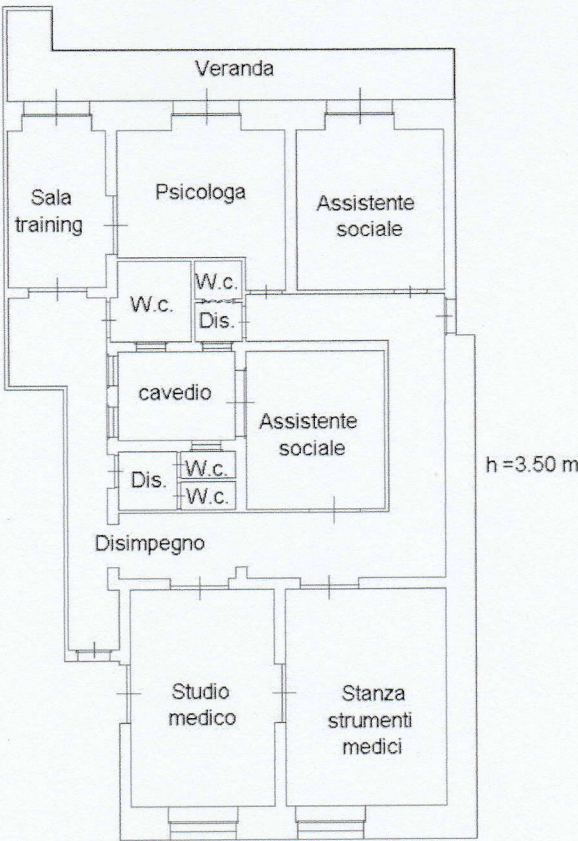 Veranda
Sala
training
Psicologa
Assistente
sociale
W.c.
W.c.
Dis.
cavedio
Assistente
sociale
h =3.50 m
Dis.
W.c.
W.c.
Disimpegno
Studio
medico
Stanza
strumenti
medici